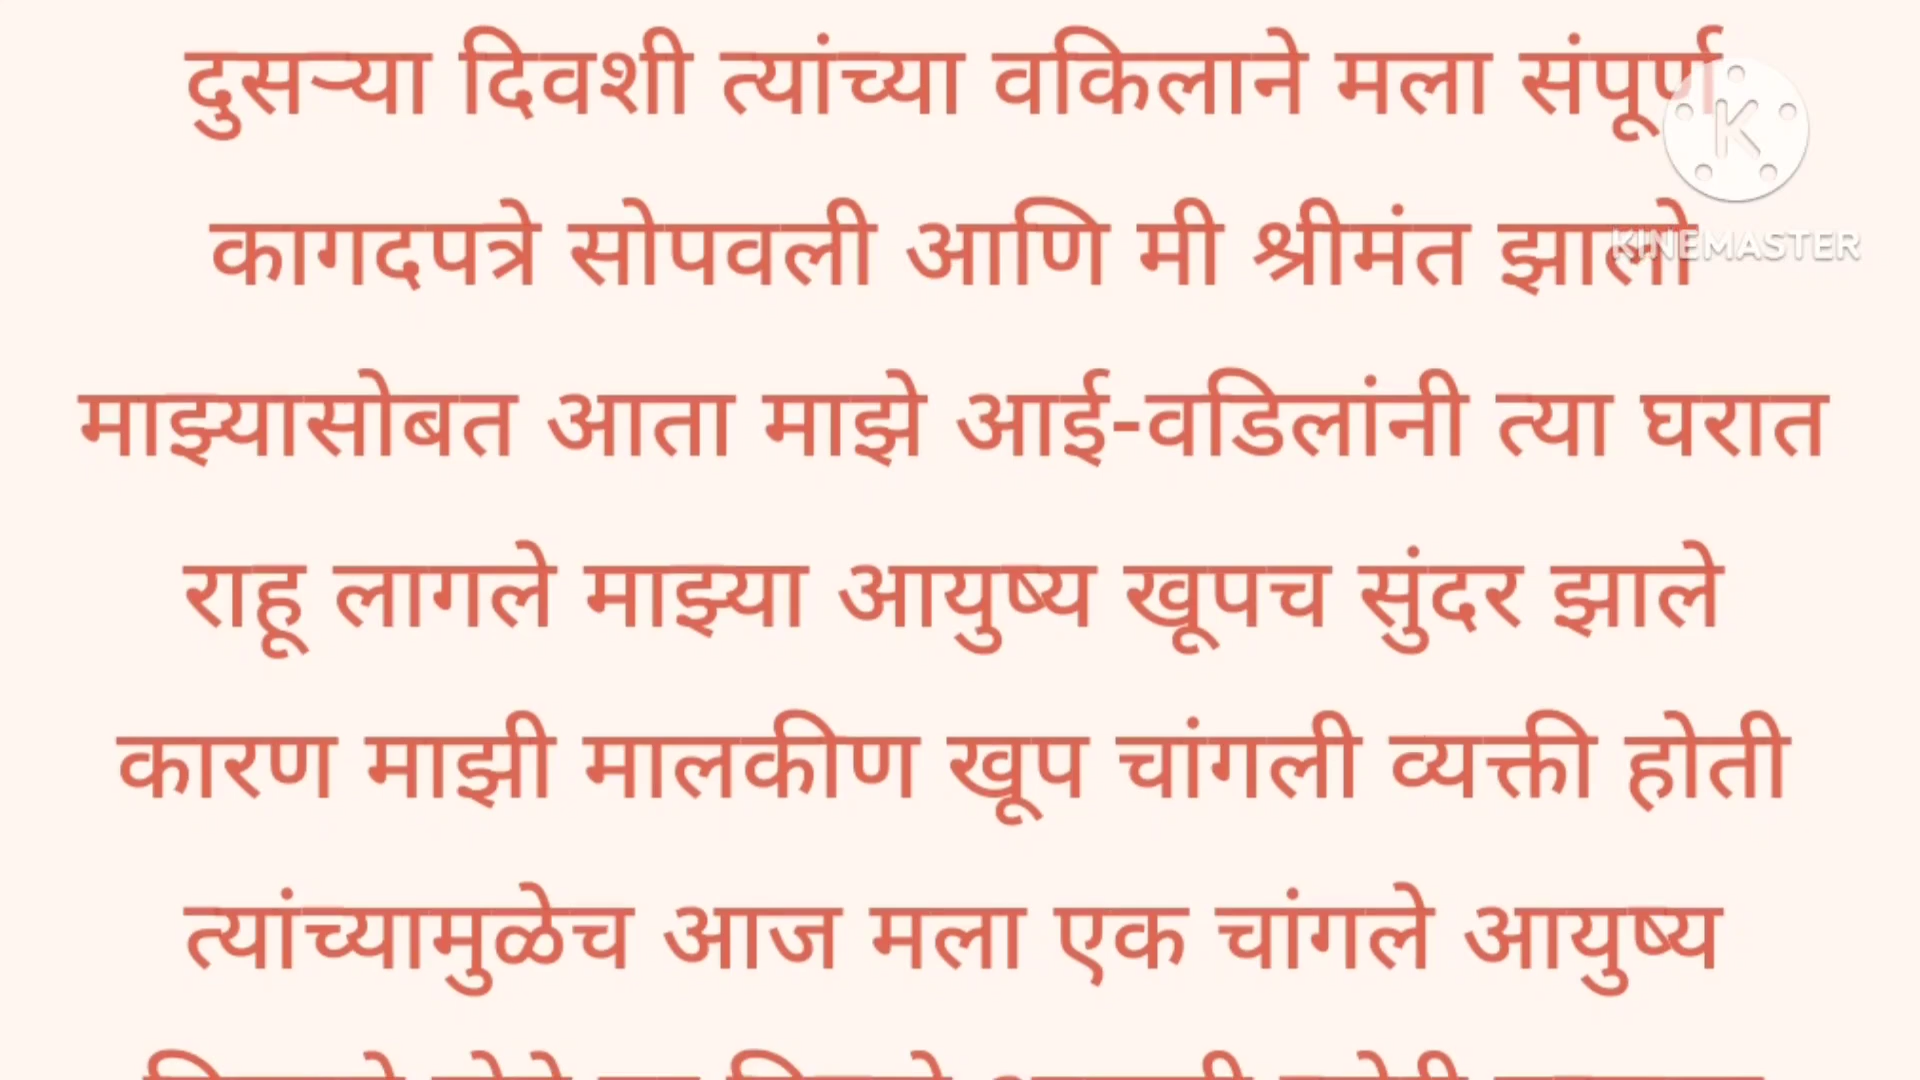 दुसऱ्या दिवशी त्यांच्या वकिलाने मला संपूर्ण
कागदपत्रे सोपवली आणि मी श्रीमंत झालो
KINEMASTER
माझ्यासोबत आता माझे आई-वडिलांनी त्या घरात
राहू लागले माझ्या आयुष्य खूपच सुंदर झाले
कारण माझी मालकीण खूप चांगली व्यक्ती होती
त्यांच्यामुळेच आज मला एक चांगले आयुष्य